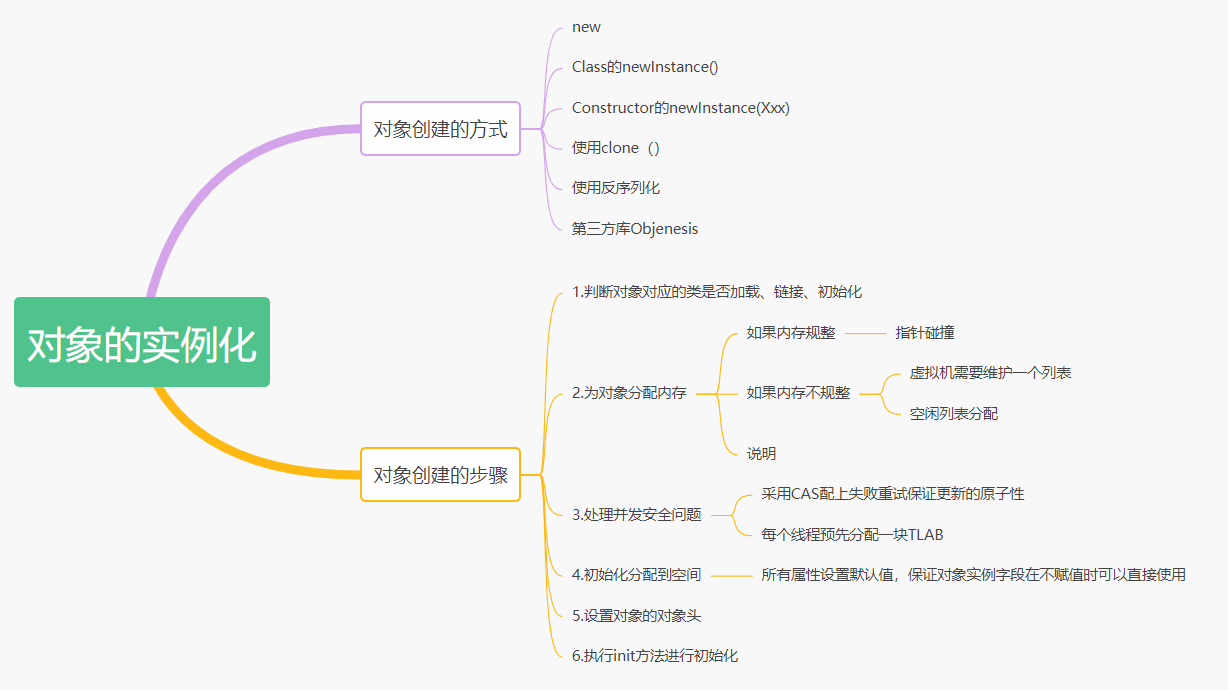 对象的实例化
对象创建的方式
new
Class的newInstance()
Constructor的newInstance(Xxx)
使用clone（）
使用反序列化
第三方库Objenesis
对象创建的步骤
1.判断对象对应的类是否加载、链接、初始化
2.为对象分配内存
如果内存规整
指针碰撞
如果内存不规整
虚拟机需要维护一个列表
空闲列表分配
说明
3.处理并发安全问题
采用CAS配上失败重试保证更新的原子性
每个线程预先分配一块TLAB
4.初始化分配到空间
所有属性设置默认值，保证对象实例字段在不赋值时可以直接使用
5.设置对象的对象头
6.执行init方法进行初始化